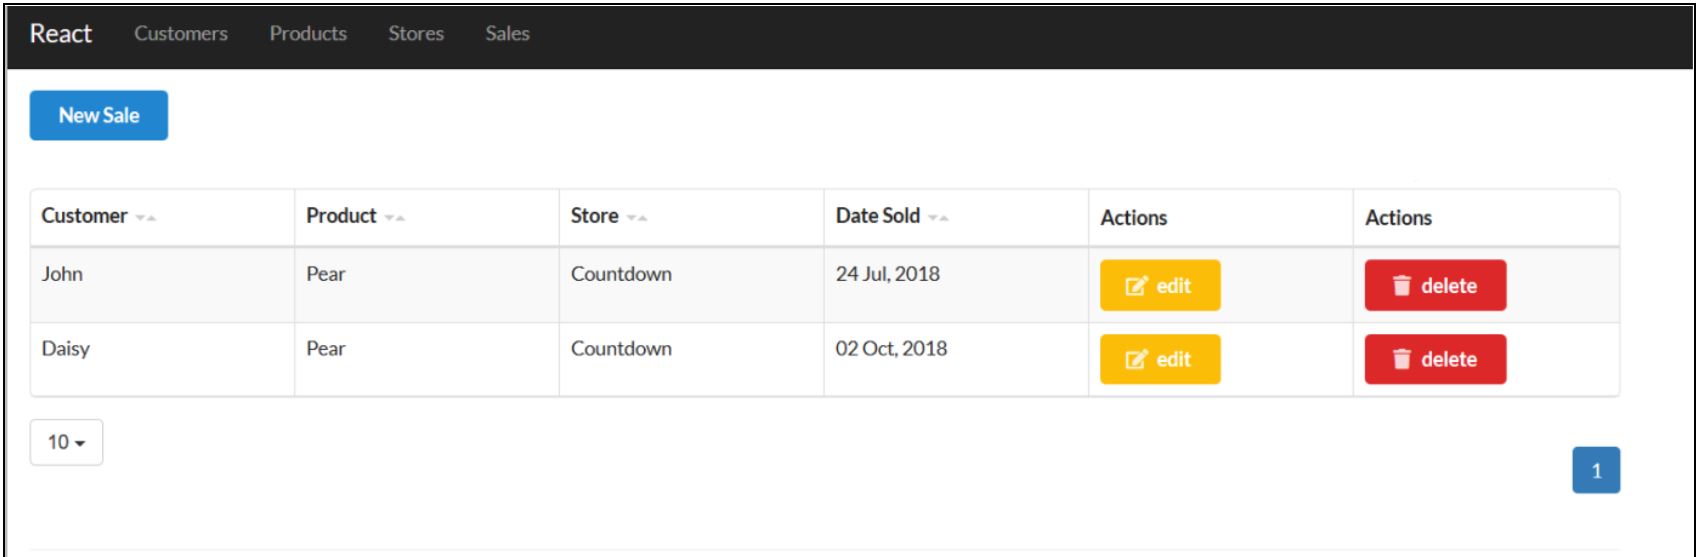 React Customers Products Stores Sales
New Sale
Customer Product Store Date Sold Actions Actions
John Pear Countdown 24 Jul, 2018 edit delete
Daisy Pear Countdown 02 Oct, 2018 edit delete
10
1